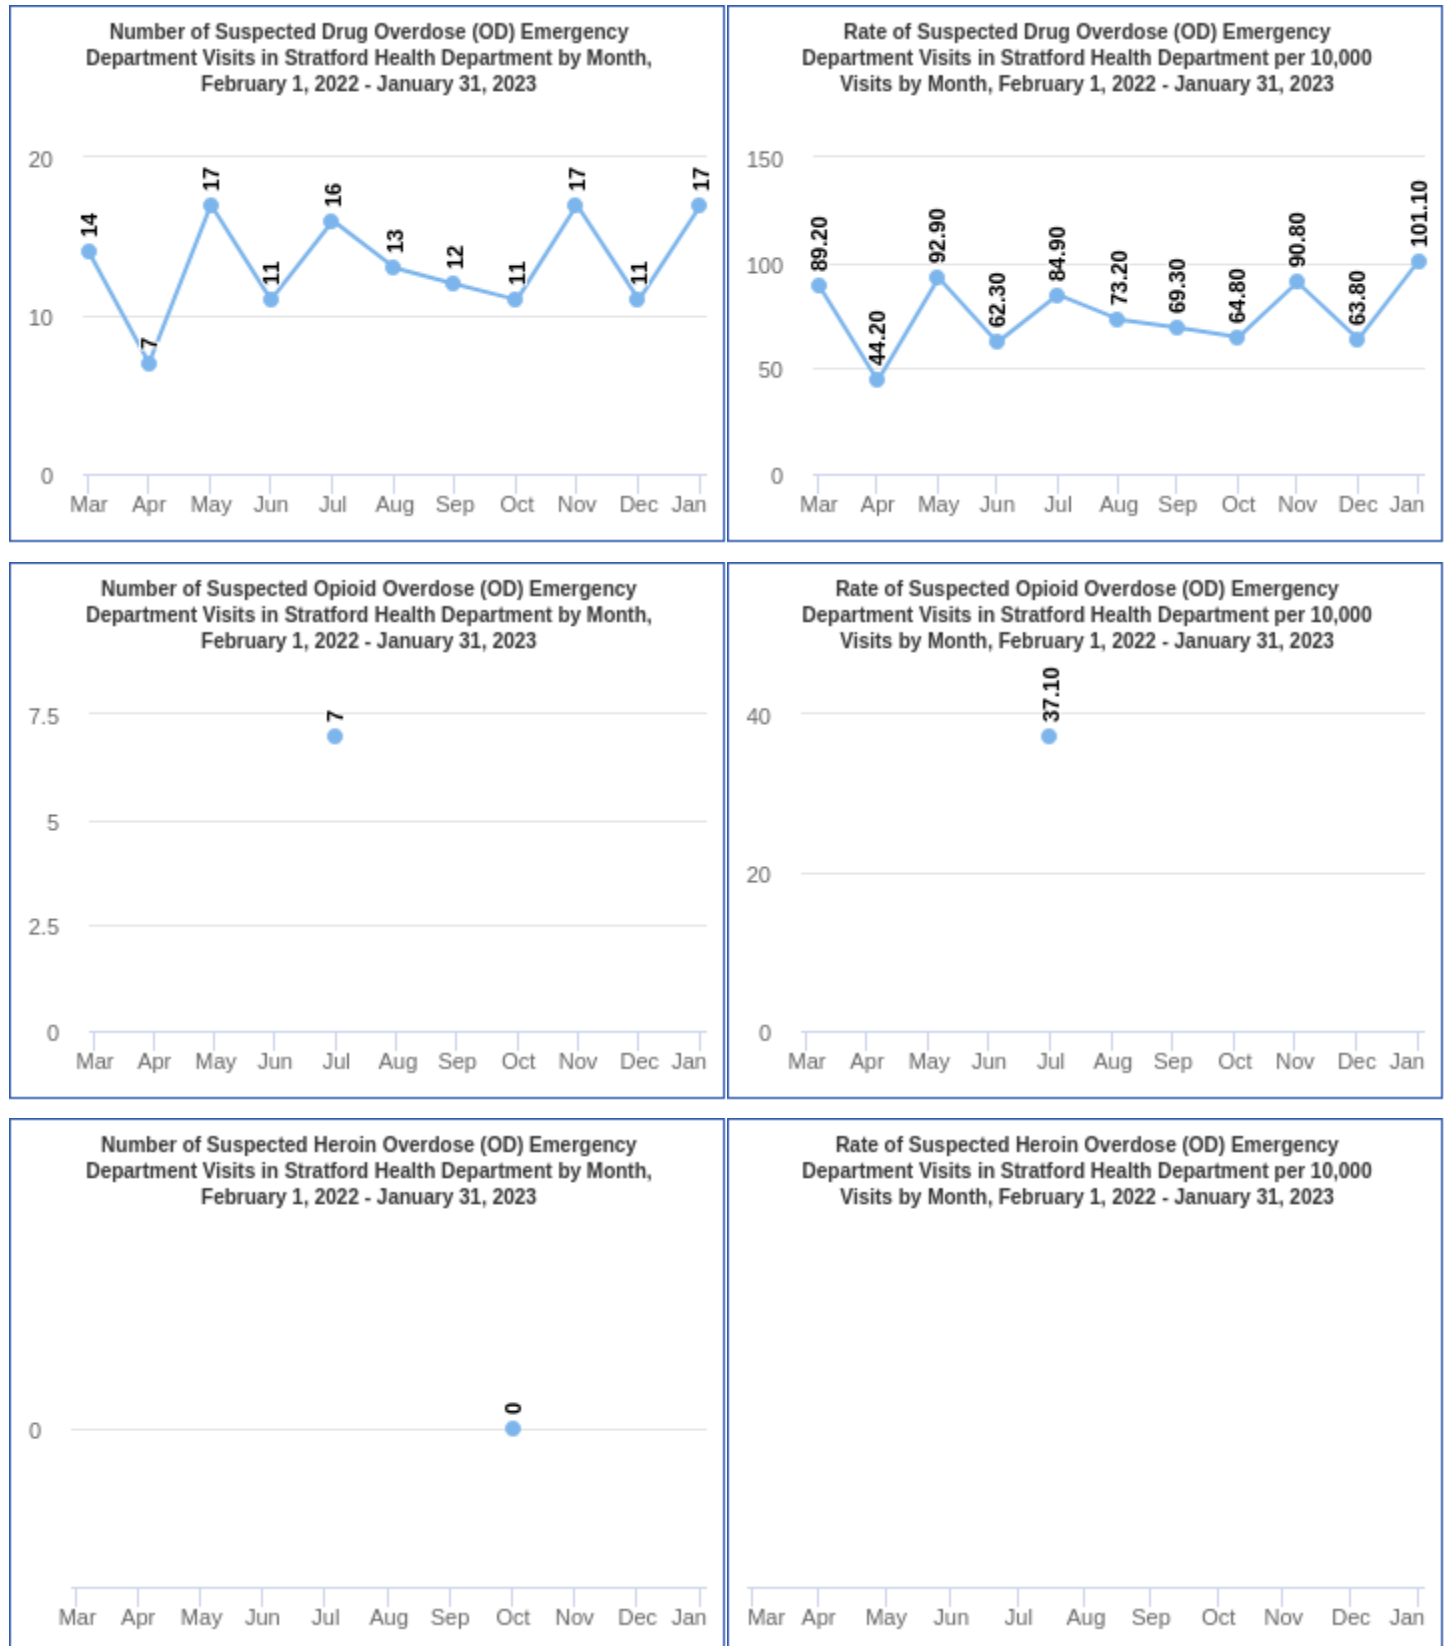 Number of Suspected Drug Overdose (OD) Emergency
Department Visits in Stratford Health Department by Month,
February 1, 2022 - January 31, 2023
20
10
0
14
7
17
11
16
13
12
11
17
11
17
Mar Apr May Jun Jul Aug Sep Oct Nov Dec Jan
Rate of Suspected Drug Overdose (OD) Emergency
Department Visits in Stratford Health Department per 10,000
Visits by Month, February 1, 2022 - January 31, 2023
150
100
50
0
89.20
44.20
92.90
62.30
84.90
73.20
69.30
64.80
90.80
63.80
101.10
Mar Apr May Jun Jul Aug Sep Oct Nov Dec Jan
Number of Suspected Opioid Overdose (OD) Emergency
Department Visits in Stratford Health Department by Month,
February 1, 2022 - January 31, 2023
7.5
5
2.5
0
7
Mar Apr May Jun Jul Aug Sep Oct Nov Dec Jan
Rate of Suspected Opioid Overdose (OD) Emergency
Department Visits in Stratford Health Department per 10,000
Visits by Month, February 1, 2022 - January 31, 2023
40
20
0
37.10
Mar Apr May Jun Jul Aug Sep Oct Nov Dec Jan
Number of Suspected Heroin Overdose (OD) Emergency
Department Visits in Stratford Health Department by Month,
February 1, 2022 - January 31, 2023
0
0
Mar Apr May Jun Jul Aug Sep Oct Nov Dec Jan
Rate of Suspected Heroin Overdose (OD) Emergency
Department Visits in Stratford Health Department per 10,000
Visits by Month, February 1, 2022 - January 31, 2023
Mar Apr May Jun Jul Aug Sep Oct Nov Dec Jan